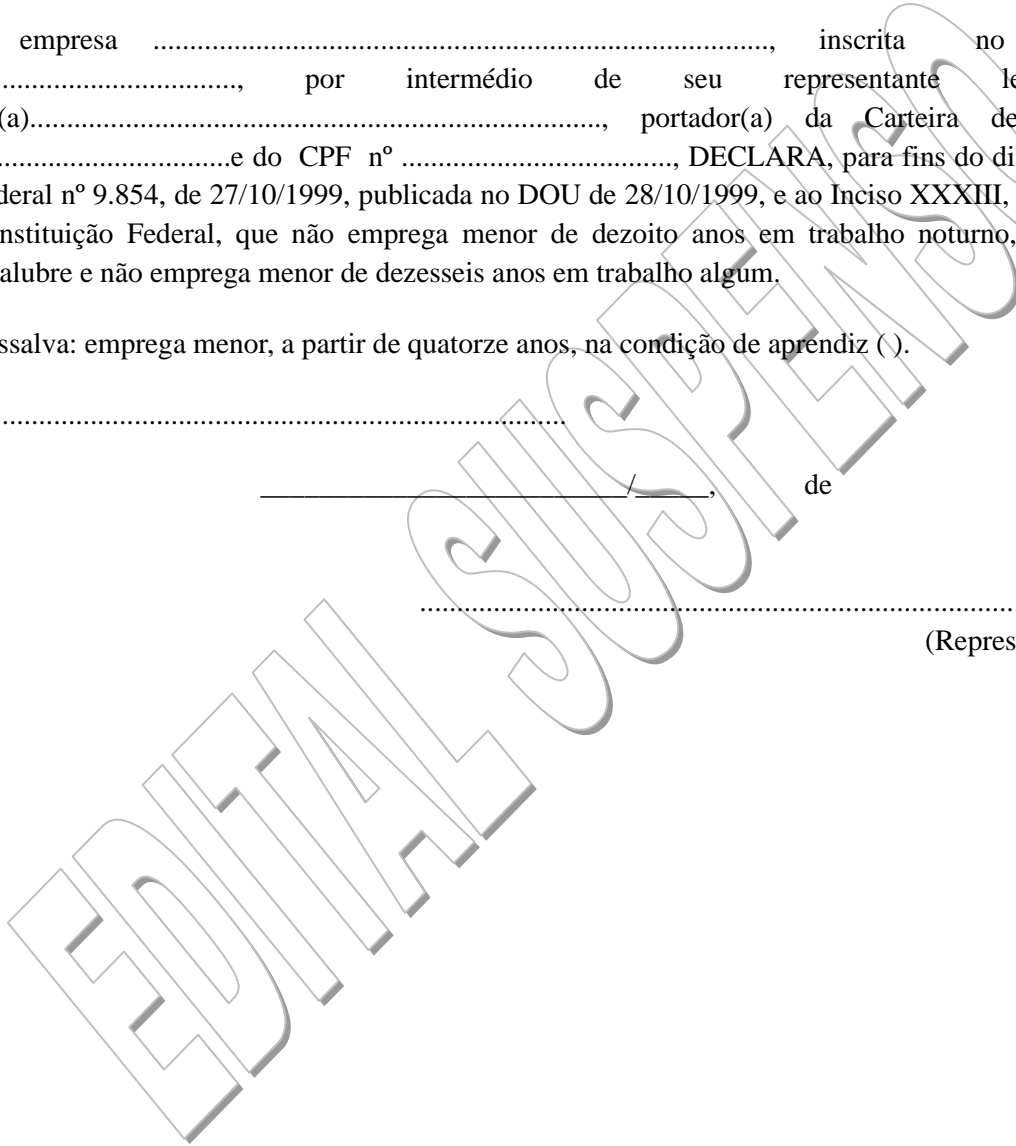 empresa ...................................................................................., inscrita no
................................, por intermédio de seu representante le
(a)............................................................................., portador(a) da Carteira de
................................e do CPF nº ....................................., DECLARA, para fins do di
deral nº 9.854, de 27/10/1999, publicada no DOU de 28/10/1999, e ao Inciso XXXIII,
nstituição Federal, que não emprega menor de dezoito anos em trabalho noturno,
alubre e não emprega menor de dezesseis anos em trabalho algum.
ssalva: emprega menor, a partir de quatorze anos, na condição de aprendiz ( ).
.............................................................................
_________________________/_____, de
.................................................................................
(Repres
EDITAL SUSPENSO